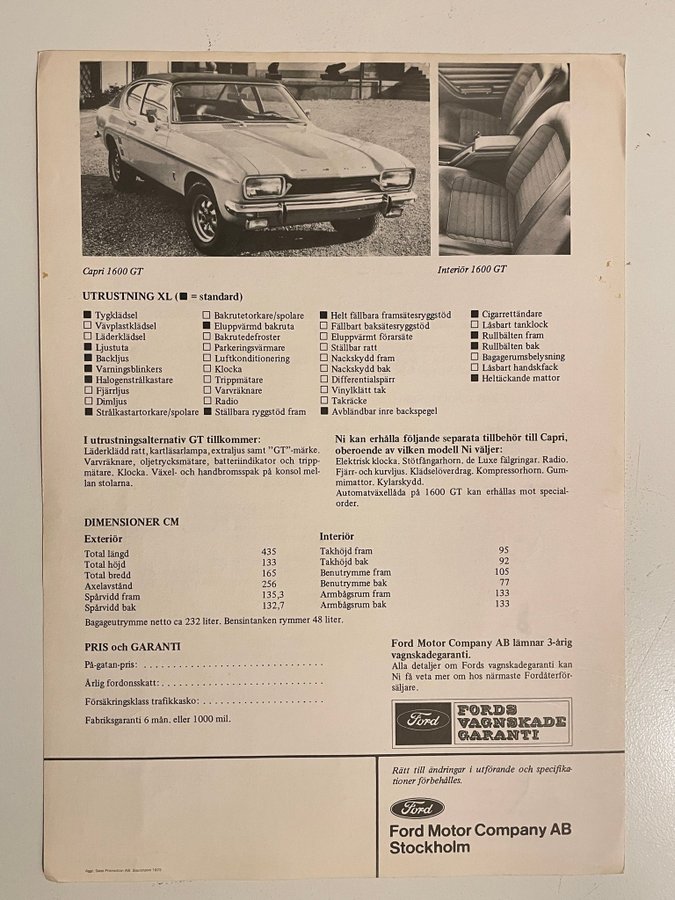 Capri 1600 GT
Interiör 1600 GT
UTRUSTNING XL (■ = standard)
■ Tygklädsel
□ Vävplastklädsel
□ Läderklädsel
■ Ljustuta
■ Backljus
■ Varningsblinkers
■ Halogenstrålkastare
□ Fjärrljus
□ Dimljus
■ Strålkastartorkare/spolare
□ Bakrutetorkare/spolare
■ Eluppvärmd bakruta
□ Bakrutedefroster
□ Parkeringsvärmare
□ Luftkonditionering
□ Klocka
□ Trippmätare
□ Varvräknare
□ Radio
■ Ställbara ryggstöd fram
■ Helt fällbara framsätesryggstöd
□ Fällbart baksätesryggstöd
□ Eluppvärmt förarsäte
□ Ställbar ratt
□ Nackskydd fram
□ Nackskydd bak
□ Differentialspärr
□ Vinylklätt tak
□ Takräcke
■ Avbländbar inre backspegel
■ Cigarrettändare
□ Låsbart tanklock
■ Rullbälten fram
■ Rullbälten bak
□ Bagagerumsbelysning
□ Låsbart handskfack
■ Heltäckande mattor
I utrustningsalternativ GT tillkommer:
Läderklädd ratt, kartläsarlampa, extraljus samt "GT"-märke.
Varvräknare, oljetrycksmätare, batteriindikator och tripp-
mätare. Klocka. Växel- och handbromsspak på konsol mel-
lan stolarna.
Ni kan erhålla följande separata tillbehör till Capri,
oberoende av vilken modell Ni väljer:
Elektrisk klocka. Stötfångarhorn. de Luxe fälgringar. Radio.
Fjärr- och kurvljus. Klädselöverdrag. Kompressorhorn. Gum-
mimattor. Kylarskydd.
Automatväxellåda på 1600 GT kan erhållas mot special-
order.
DIMENSIONER CM
Exteriör
Total längd 435
Total höjd 133
Total bredd 165
Axelavstånd 256
Spårvidd fram 135,3
Spårvidd bak 132,7
Interiör
Takhöjd fram 95
Takhöjd bak 92
Benutrymme fram 105
Benutrymme bak 77
Armbågsrum fram 133
Armbågsrum bak 133
Bagageutrymme netto ca 232 liter. Bensintanken rymmer 48 liter.
PRIS och GARANTI
På-gatan-pris: . . . . . . . . . . . . . . . . . . . . . . . . . . . . . .
Årlig fordonsskatt: . . . . . . . . . . . . . . . . . . . . . . . . . . .
Försäkringsklass trafikkasko: . . . . . . . . . . . . . . . . . . . .
Fabriksgaranti 6 mån. eller 1000 mil.
Ford Motor Company AB lämnar 3-årig
vagnskadegaranti.
Alla detaljer om Fords vagnskadegaranti kan
Ni få veta mer om hos närmaste Fordåterför-
säljare.
Ford
FORDS
VAGNSKADE
GARANTI
Rätt till ändringar i utförande och specifika-
tioner förbehålles.
Ford
Ford Motor Company AB
Stockholm